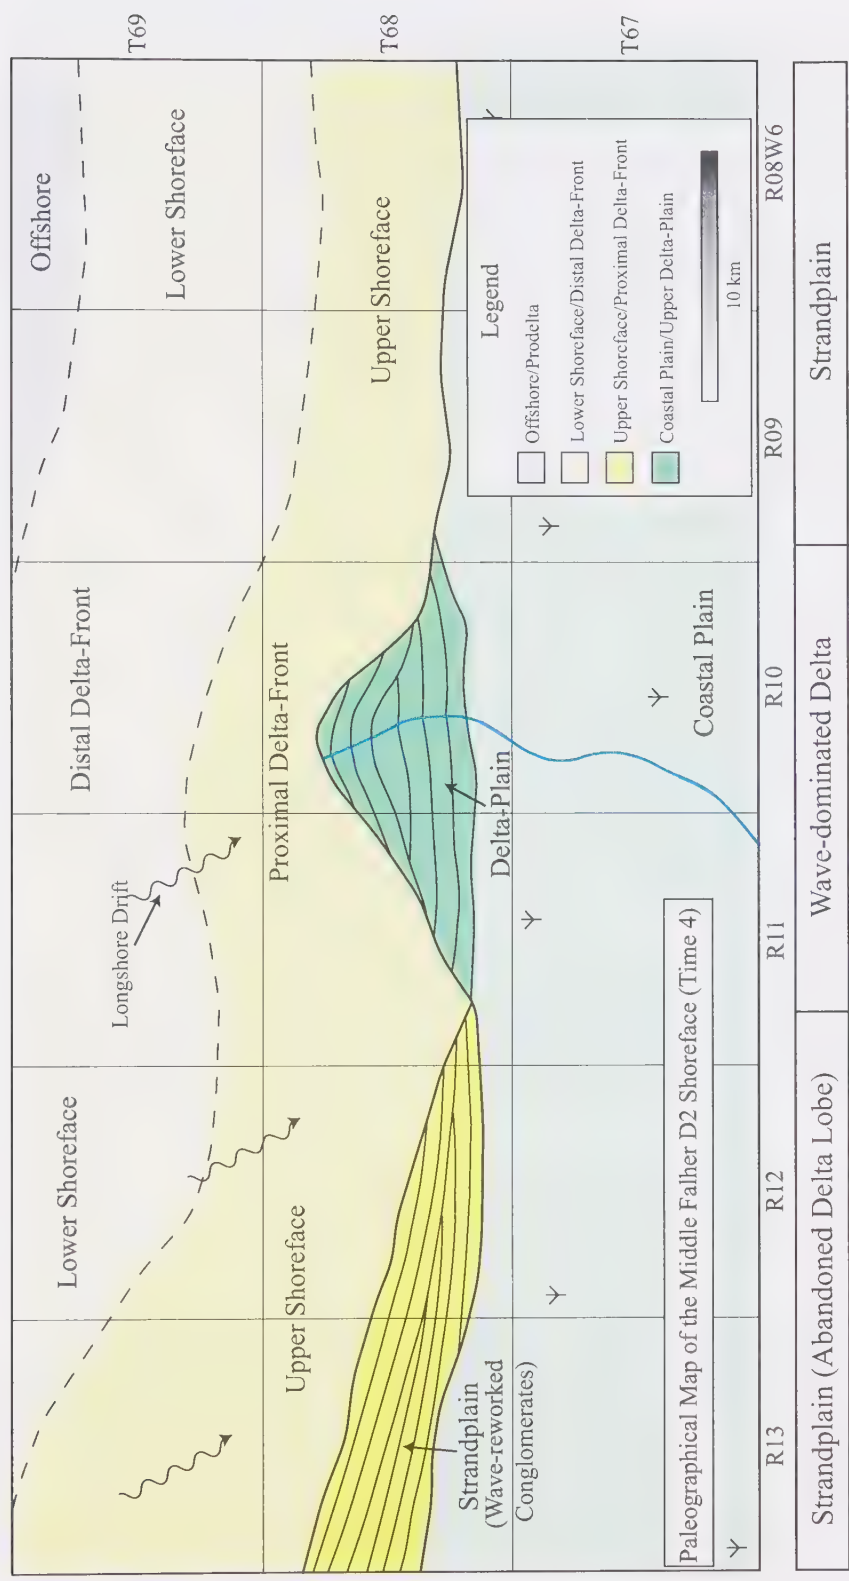 T69
T68
T67
Offshore
Lower Shoreface
Upper Shoreface
Distal Delta-Front
Proximal Delta-Front
Longshore Drift
Lower Shoreface
Upper Shoreface
Delta-Plain
Coastal Plain
Strandplain
(Wave-reworked
Conglomerates)
Legend
Offshore/Prodelta
Lower Shoreface/Distal Delta-Front
Upper Shoreface/Proximal Delta-Front
Coastal Plain/Upper Delta-Plain
10 km
Paleographical Map of the Middle Falher D2 Shoreface (Time 4)
R13
R12
R11
R10
R09
R08W6
Strandplain (Abandoned Delta Lobe)
Wave-dominated Delta
Strandplain